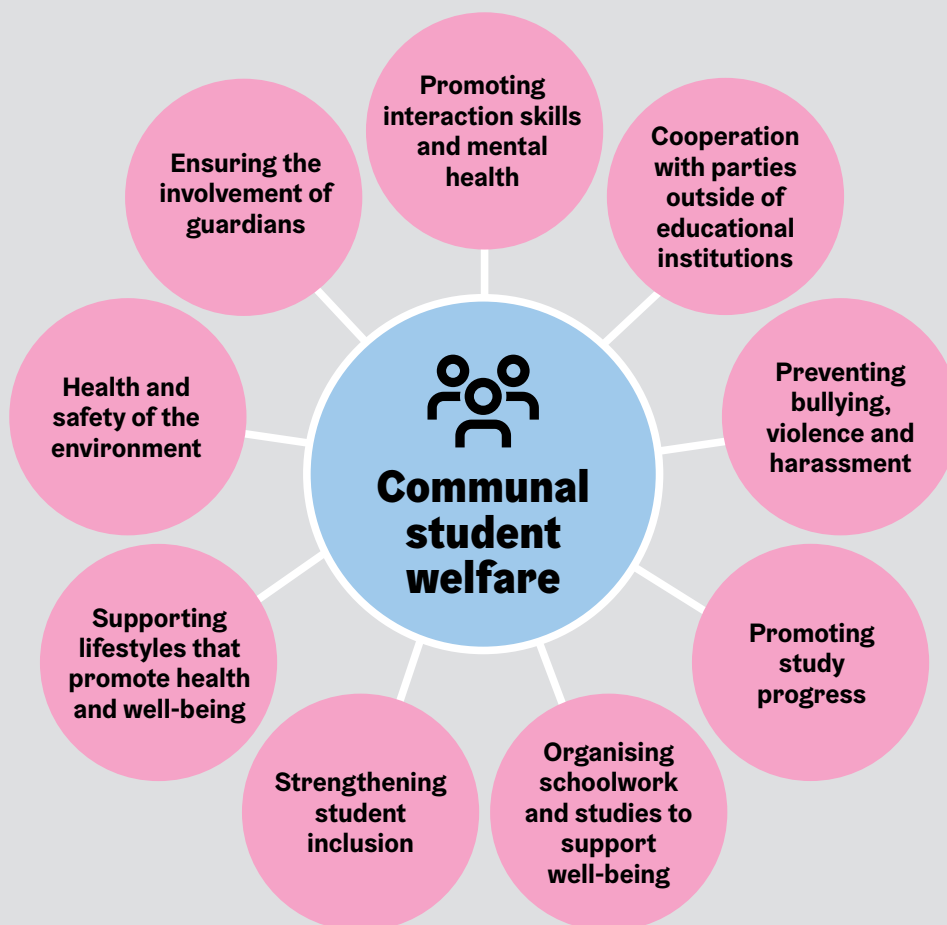 Promoting
interaction skills
and mental
health
Cooperation
with parties
outside of
educational
institutions
Preventing
bullying,
violence and
harassment
Promoting
study
progress
Organising
schoolwork
and studies to
support
well-being
Strengthening
student
inclusion
Supporting
lifestyles that
promote health
and well-being
Health and
safety of the
environment
Ensuring the
involvement of
guardians
Communal
student
welfare